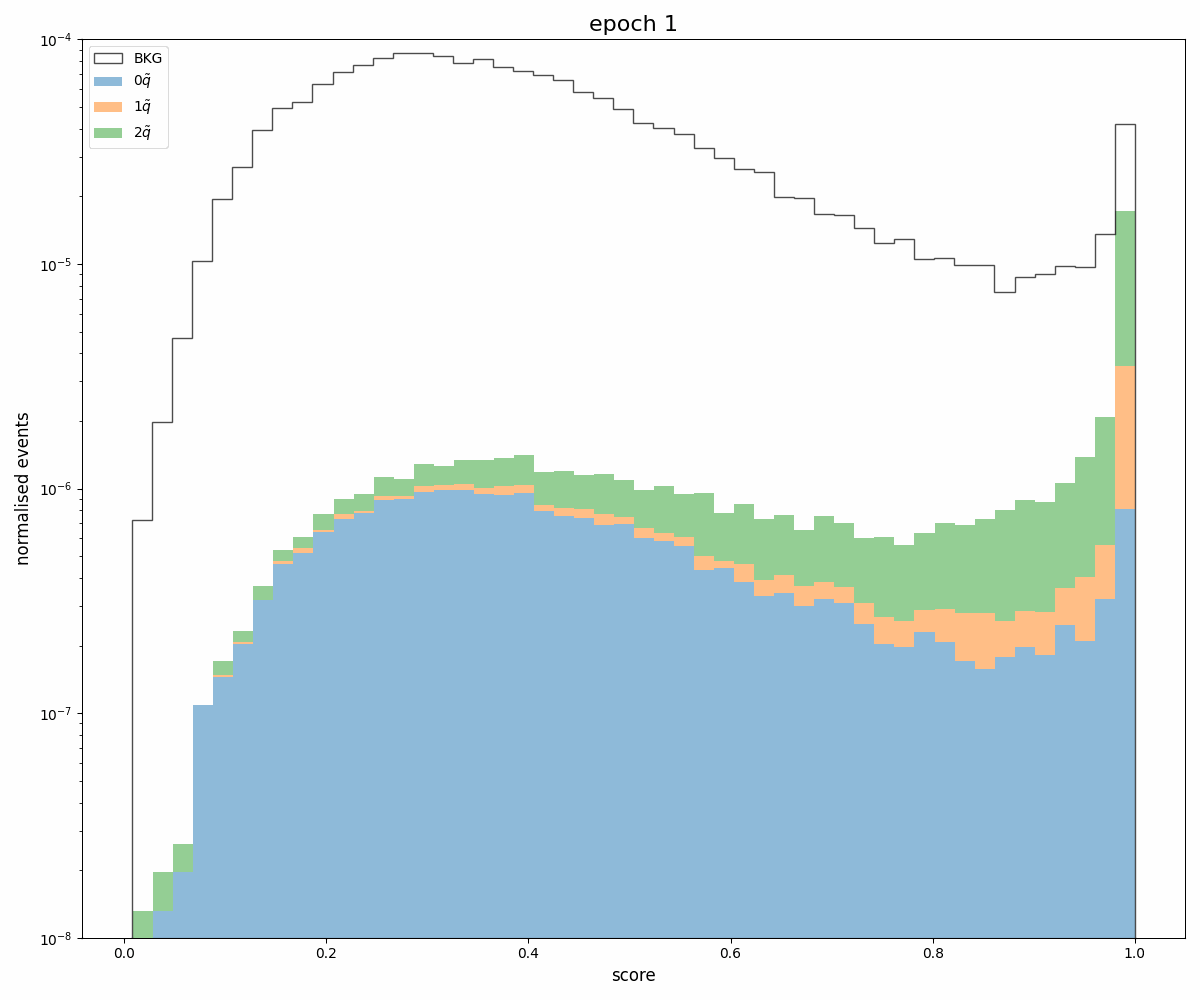 epoch 1
BKG
0q̃
1q̃
2q̃
normalised events
10⁻⁴
10⁻⁵
10⁻⁶
10⁻⁷
10⁻⁸
0.0 0.2 0.4 0.6 0.8 1.0
score